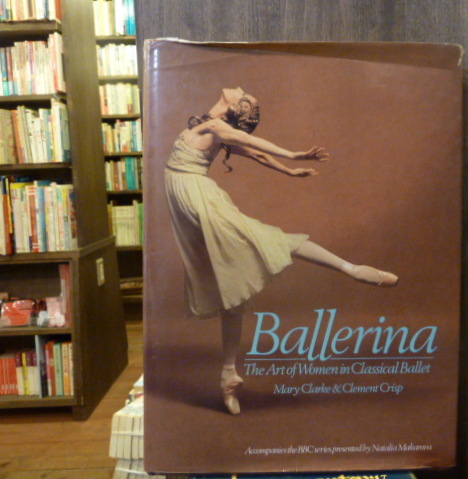 Ballerina
The Art of Women in Classical Ballet
Mary Clarke & Clement Crisp
Accompanies the BBC series presented by Natalia Makarova